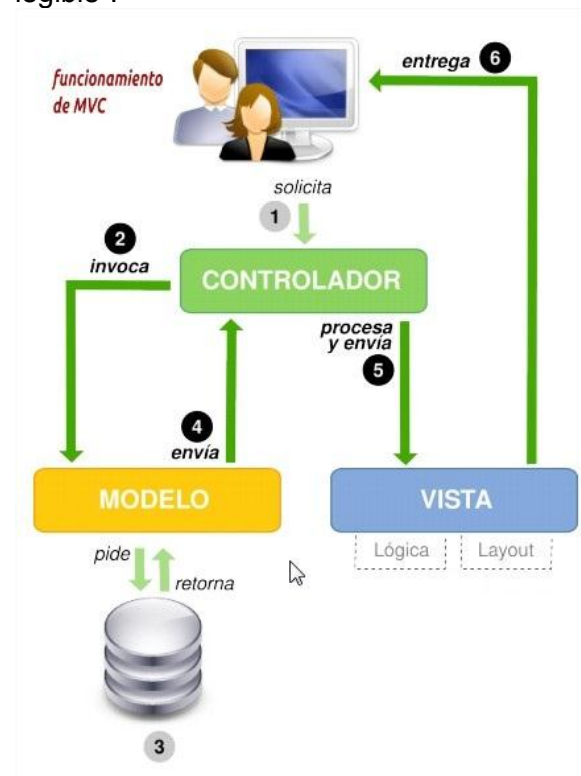 legible .
funcionamiento
de MVC
entrega 6
solicita
1
2
invoca
CONTROLADOR
procesa
y envía
5
4
envía
MODELO
VISTA
Lógica
Layout
pide
retorna
3